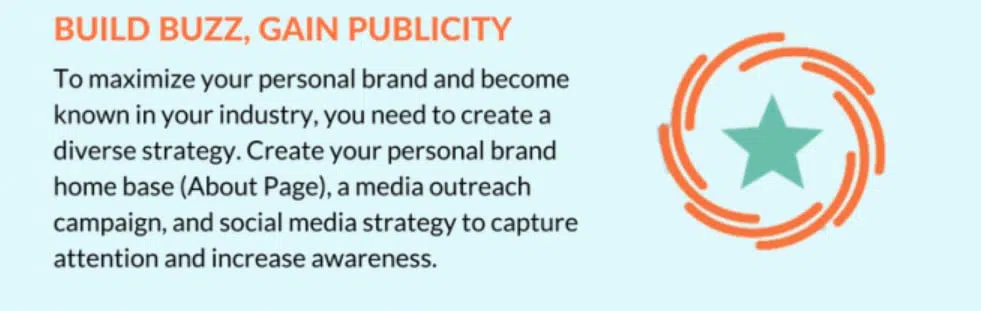 BUILD BUZZ, GAIN PUBLICITY
To maximize your personal brand and become
known in your industry, you need to create a
diverse strategy. Create your personal brand
home base (About Page), a media outreach
campaign, and social media strategy to capture
attention and increase awareness.